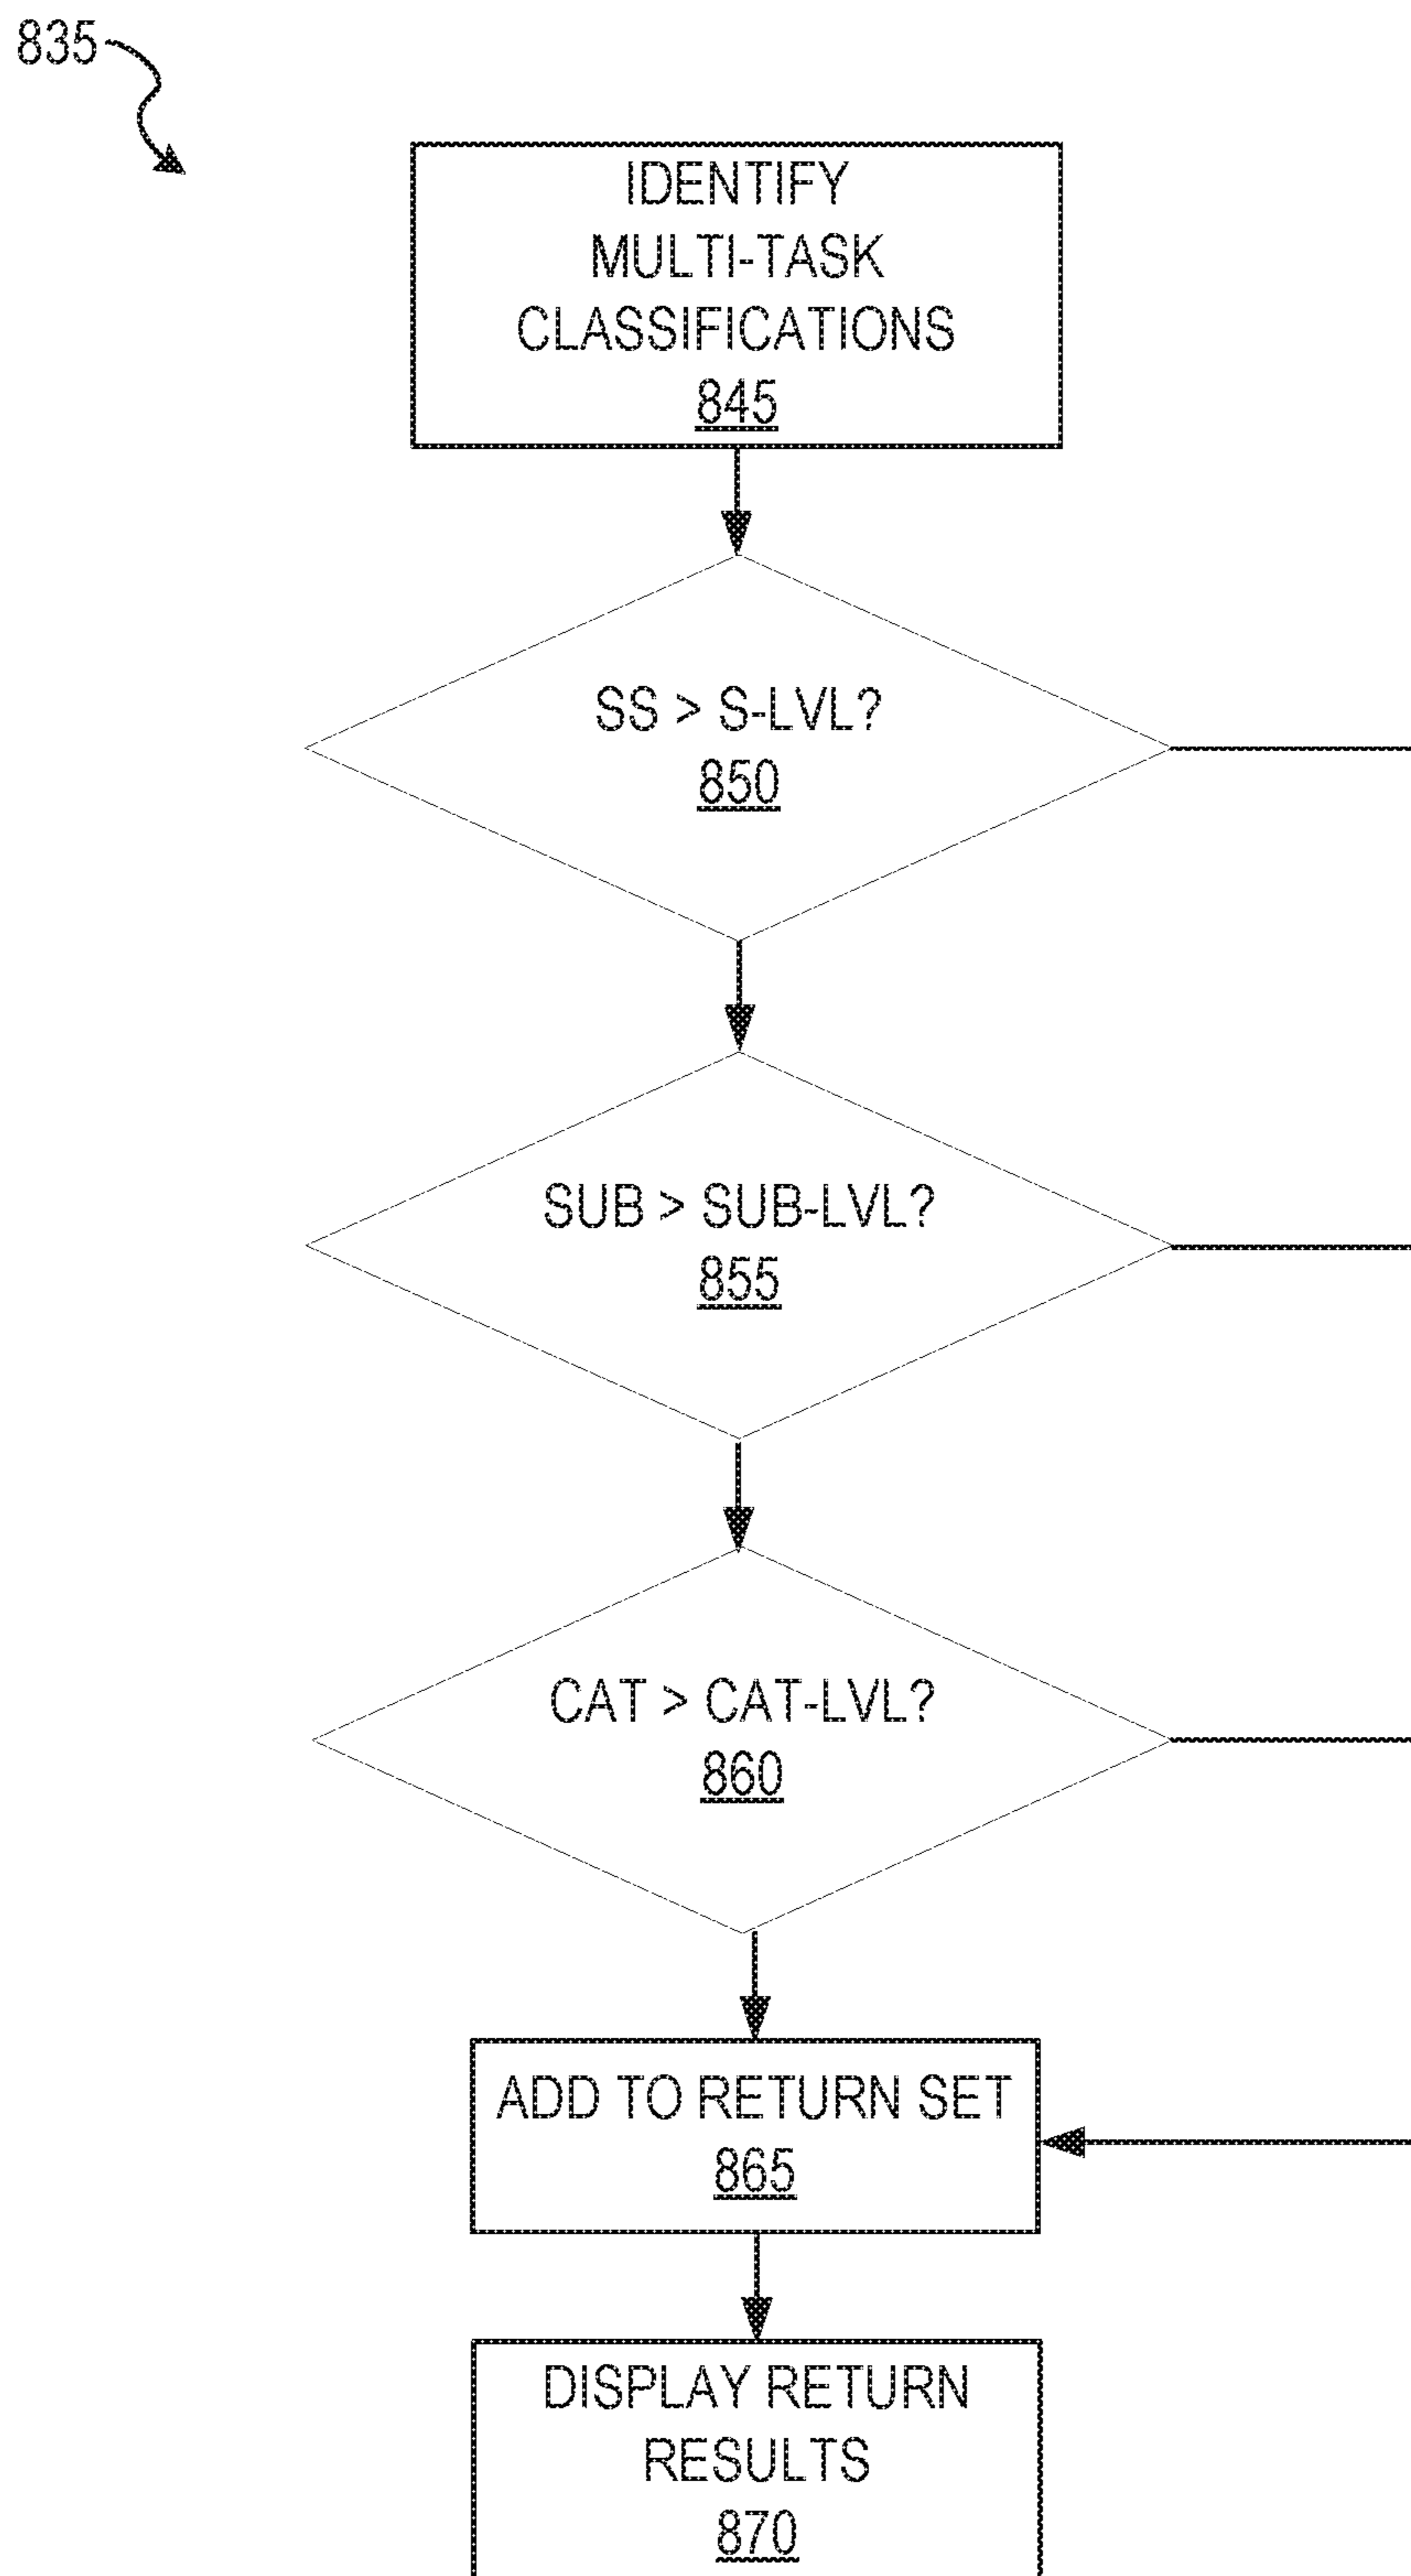 835
IDENTIFY
MULTI-TASK
CLASSIFICATIONS
845
SS > S-LVL?
850
SUB > SUB-LVL?
855
CAT > CAT-LVL?
860
ADD TO RETURN SET
865
DISPLAY RETURN
RESULTS
870